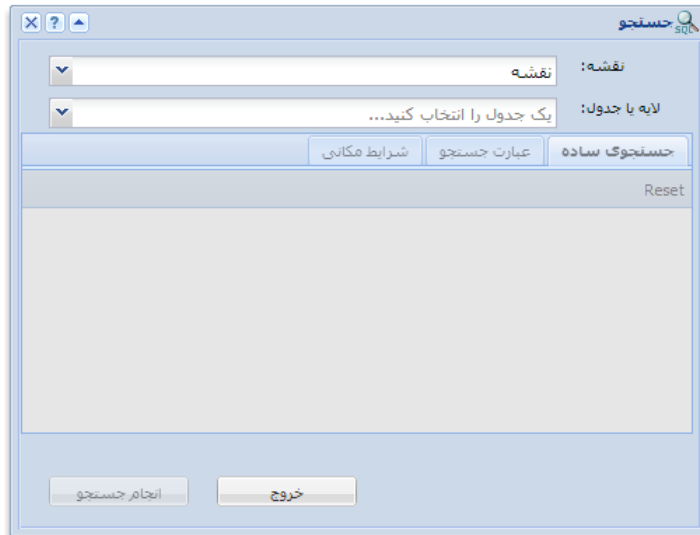 جستجو
SQL
نقشه:
نقشه
لایه یا جدول:
یک جدول را انتخاب کنید...
جستجوی ساده عبارت جستجو شرایط مکانی
Reset
خروج انجام جستجو